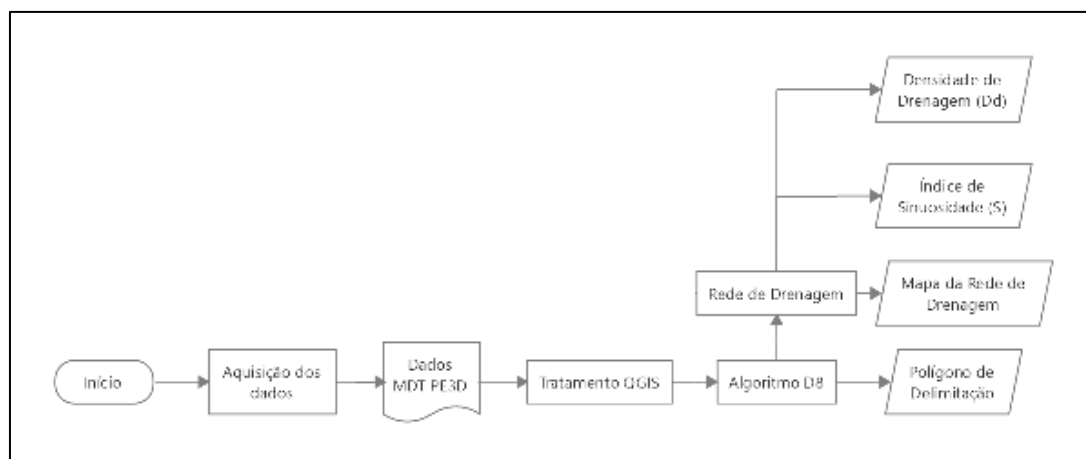 Densidade de
Drenagem (Dd)
Índice de
Sinuosidade (S)
Rede de Drenagem
Mapa da Rede de
Drenagem
Início
Aquisição dos
dados
Dados
MDT PE3D
Tratamento QGIS
Algoritmo D8
Polígono de
Delimitação